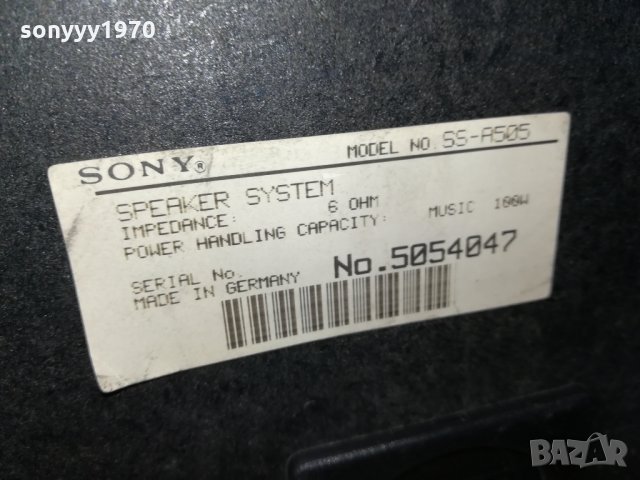 sonyyy1970
SONY®
MODEL NO. SS-A505
SPEAKER SYSTEM
IMPEDANCE: 6 OHM
POWER HANDLING CAPACITY: MUSIC 100W
SERIAL No. No.5054047
MADE IN GERMANY
BAZAR